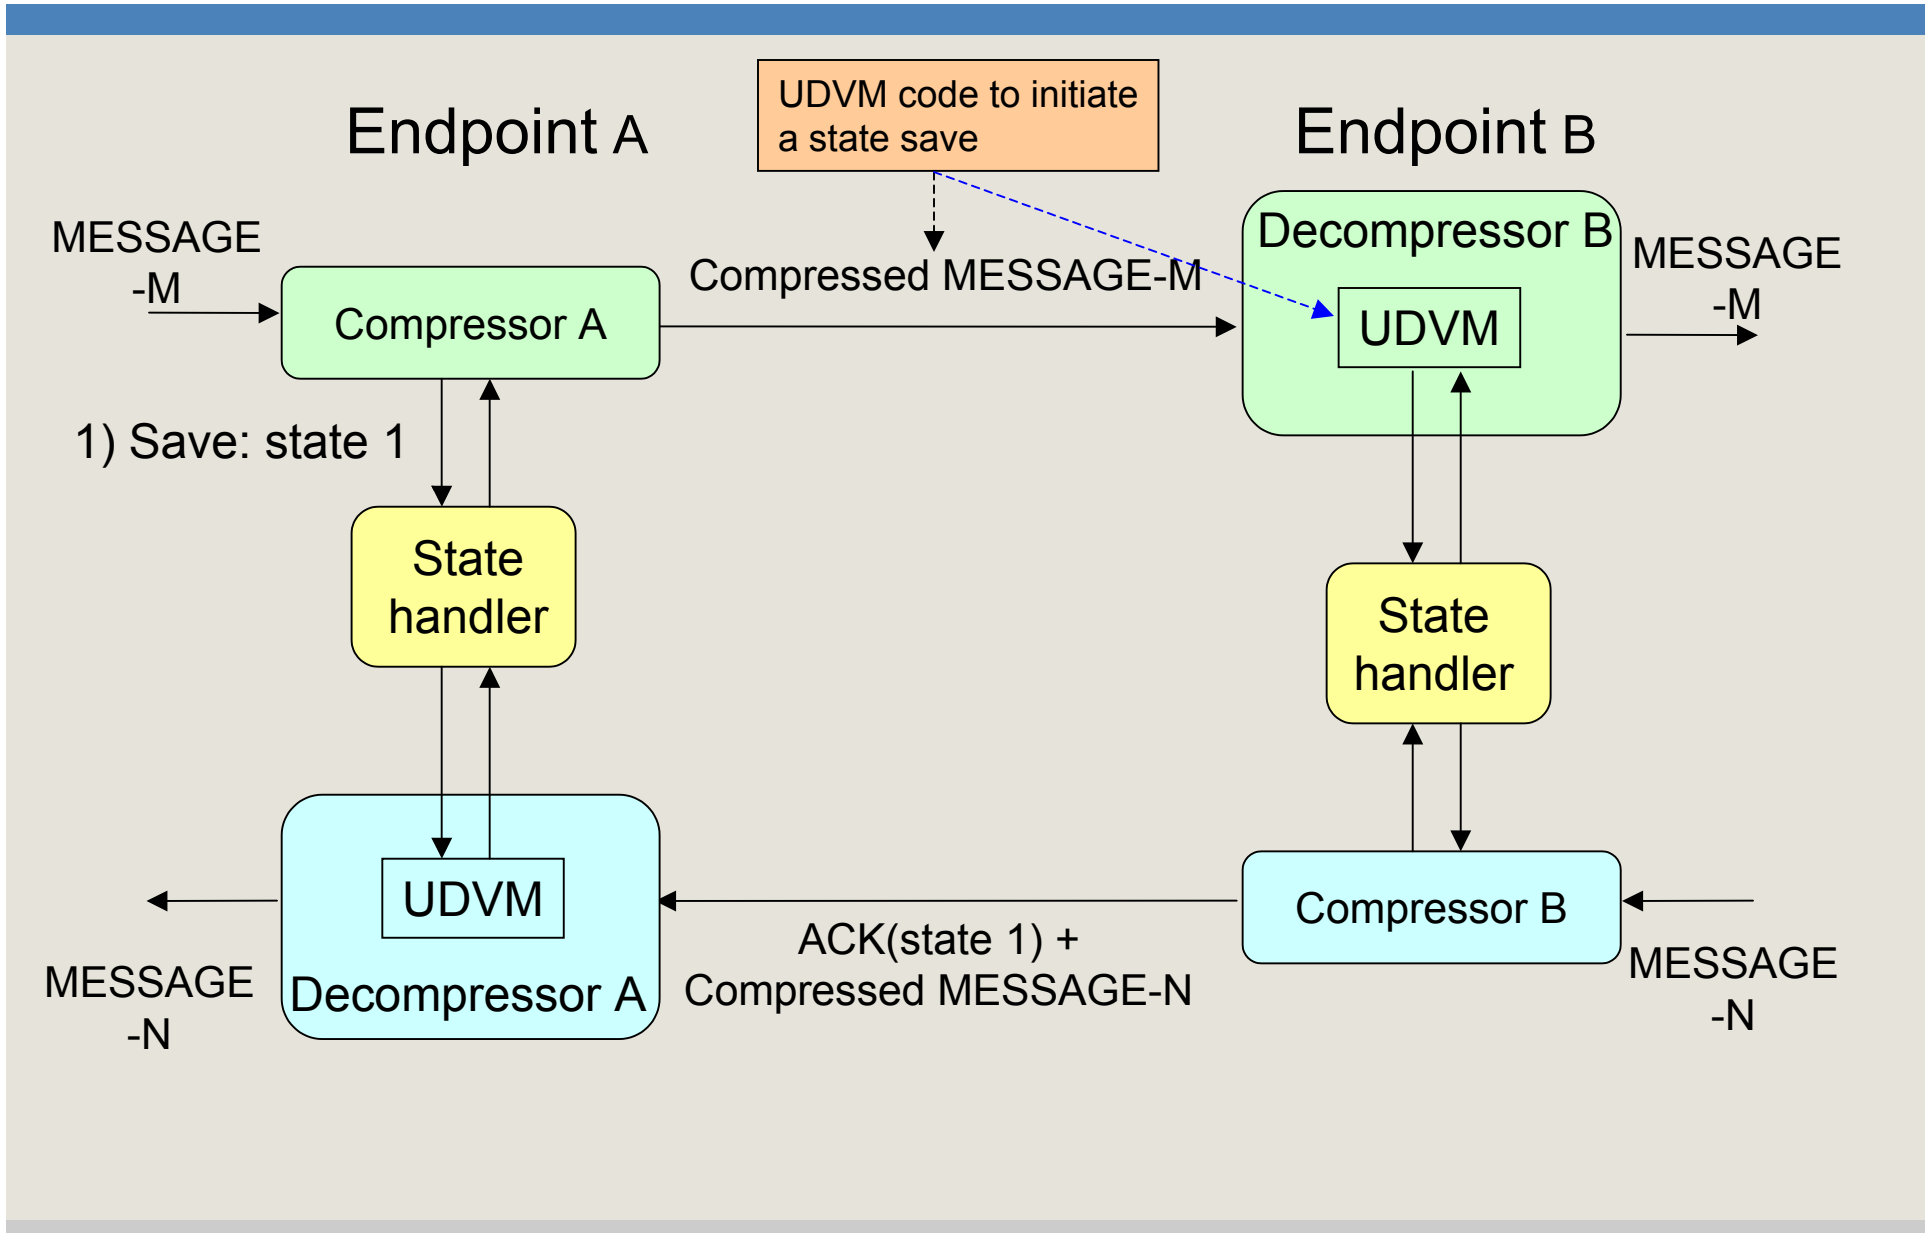 UDVM code to initiate
a state save
Endpoint A
Endpoint B
MESSAGE
-M
Compressor A
Compressed MESSAGE-M
Decompressor B
UDVM
MESSAGE
-M
1) Save: state 1
State
handler
State
handler
UDVM
Decompressor A
MESSAGE
-N
ACK(state 1) +
Compressed MESSAGE-N
Compressor B
MESSAGE
-N